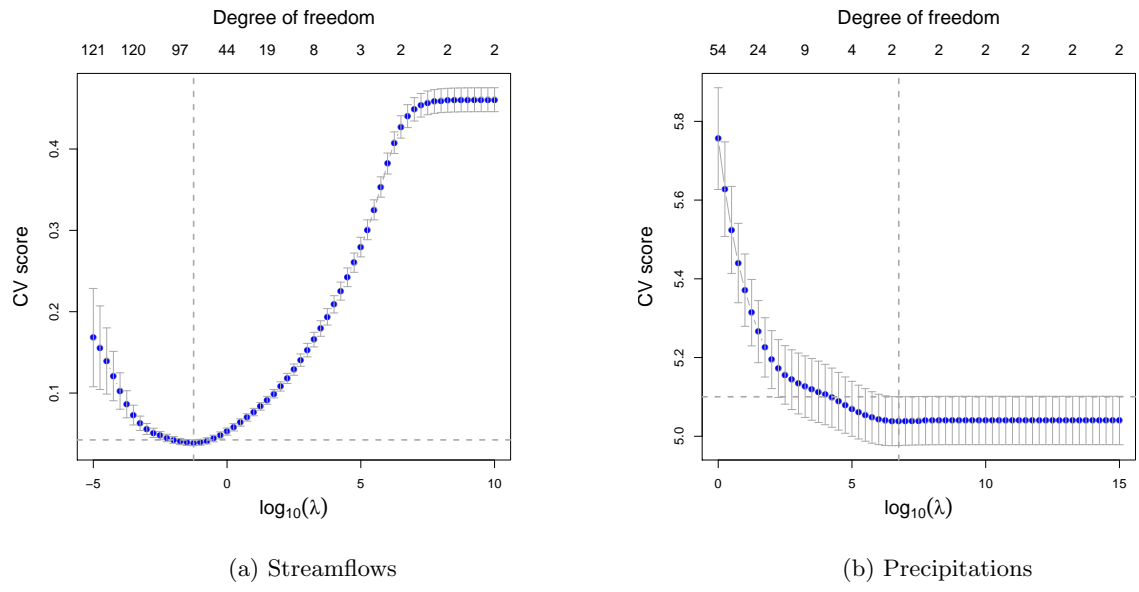 Degree of freedom
121 120 97 44 19 8 3 2 2 2
CV score
0.4
0.3
0.2
0.1
−5 0 5 10
log10(λ)
(a) Streamflows
Degree of freedom
54 24 9 4 2 2 2 2 2 2
CV score
5.8
5.6
5.4
5.2
5.0
0 5 10 15
log10(λ)
(b) Precipitations